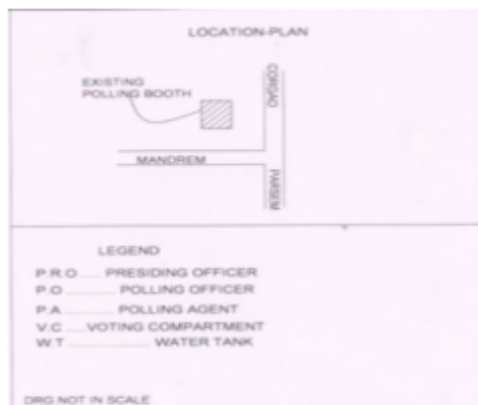 LOCATION-PLAN
EXISTING
POLLING BOOTH
CORGAO
MANDREM
PARSEM
LEGEND
P.R.O ..... PRESIDING OFFICER
P.O .............. POLLING OFFICER
P.A .............. POLLING AGENT
V.C .....VOTING COMPARTMENT
W.T ...................... WATER TANK
DRG NOT IN SCALE